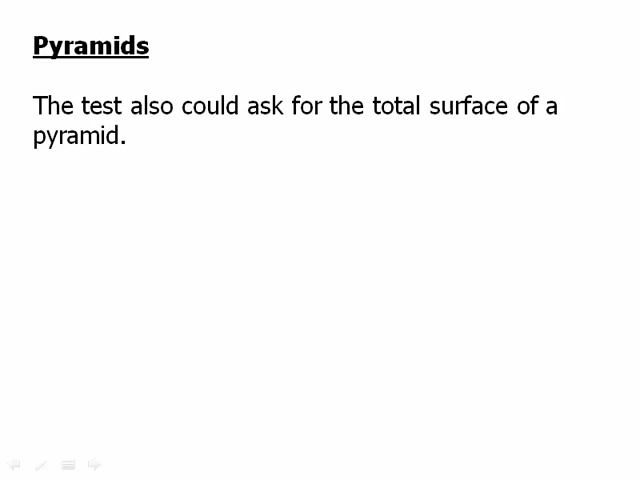 Pyramids
The test also could ask for the total surface of a
pyramid.